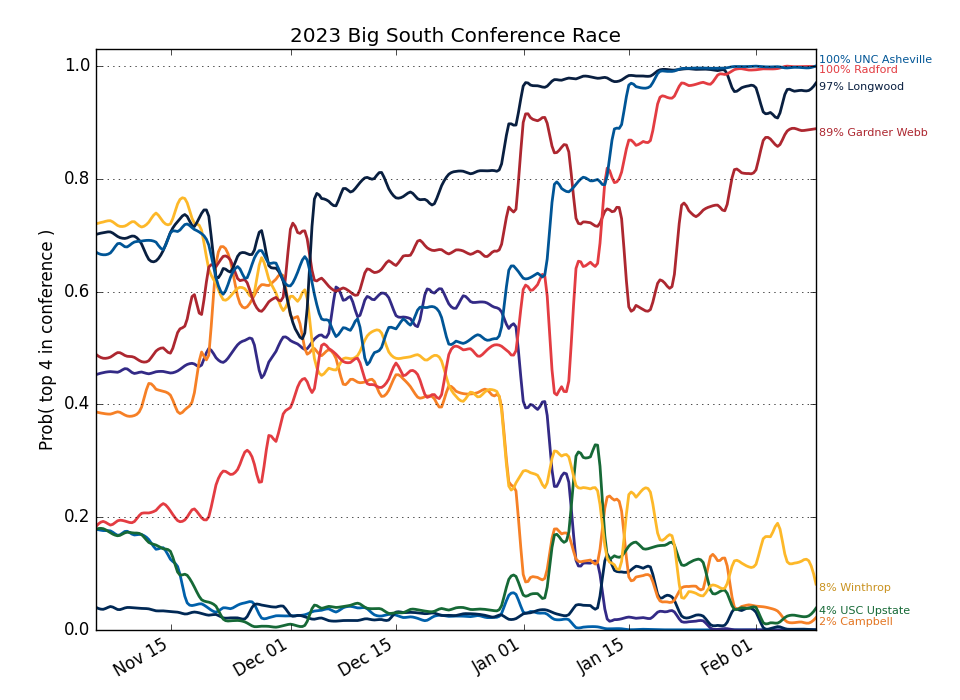 2023 Big South Conference Race
Prob( top 4 in conference )
1.0
0.8
0.6
0.4
0.2
0.0
Nov 15
Dec 01
Dec 15
Jan 01
Jan 15
Feb 01
100% UNC Asheville
100% Radford
97% Longwood
89% Gardner Webb
8% Winthrop
4% USC Upstate
2% Campbell